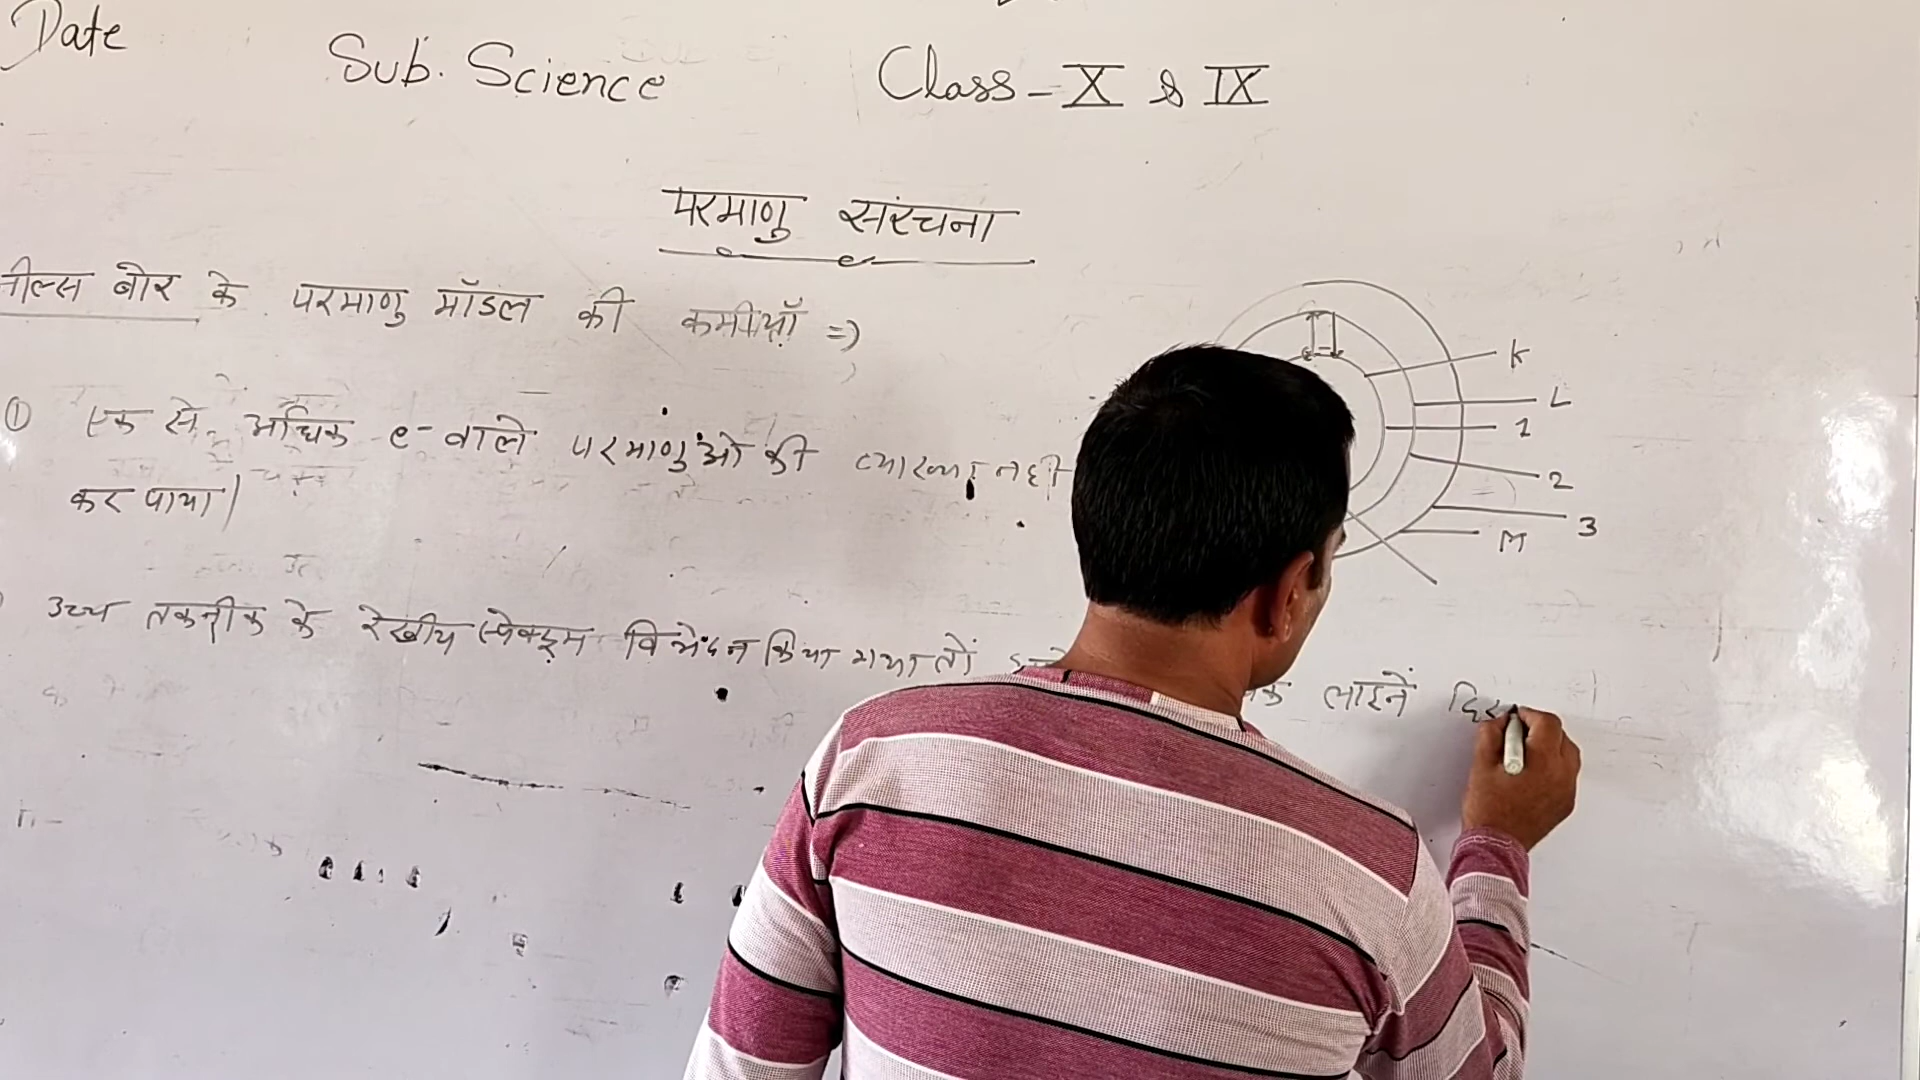 Date
Sub. Science
Class - X & IX
परमाणु संरचना
नील्स बोर के परमाणु मॉडल की कमीयाँ =>
① एक से अधिक e- वाले परमाणुओ की व्याख्या नही
कर पाया।
उच्च तकनीक के रेखीय स्पेक्ट्रम विभेदन किया गया तों लाइनें
K
L
1
2
3
M